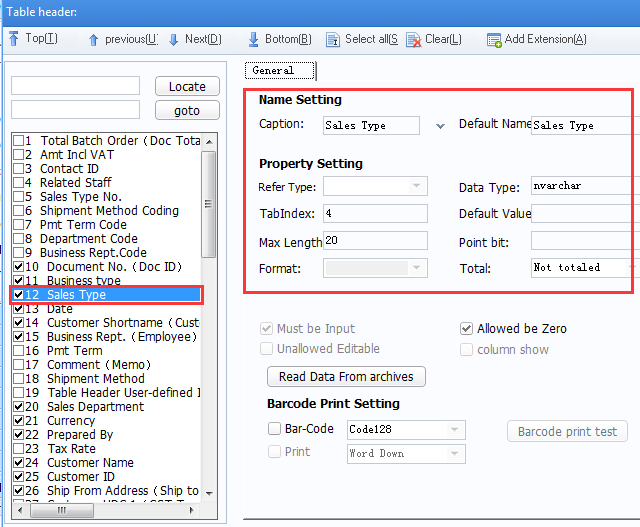 Table header:
Top(T) previous(U Next(D) Bottom(B) Select all(S Clear(L) Add Extension(A)
Locate
goto
1 Total Batch Order (Doc Tota
2 Amt Incl VAT
3 Contact ID
4 Related Staff
5 Sales Type No.
6 Shipment Method Coding
7 Pmt Term Code
8 Department Code
9 Business Rept.Code
10 Document No. (Doc ID)
11 Business type
12 Sales Type
13 Date
14 Customer Shortname (Cust
15 Business Rept. (Employee)
16 Pmt Term
17 Comment (Memo)
18 Shipment Method
19 Table Header User-defined I
20 Sales Department
21 Currency
22 Prepared By
23 Tax Rate
24 Customer Name
25 Customer ID
26 Ship From Address (Ship to
General
Name Setting
Caption: Sales Type Default Name Sales Type
Property Setting
Refer Type: Data Type: nvarchar
TabIndex: 4 Default Value
Max Length 20 Point bit:
Format: Total: Not totaled
Must be Input Allowed be Zero
Unallowed Editable column show
Read Data From archives
Barcode Print Setting
Bar-Code Code128 Barcode print test
Print Word Down